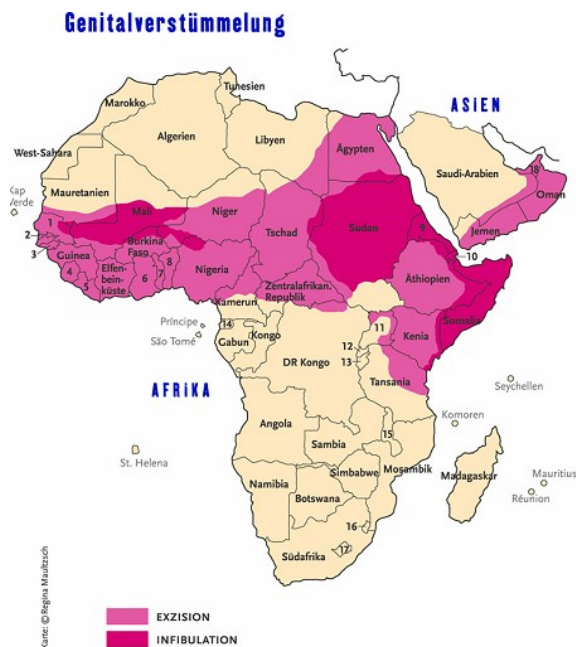 Genitalverstümmelung
ASiEN
Tunesien
Marokko
Algerien
Libyen
Ägypten
West-Sahara
Saudi-Arabien
18
Mauretanien
Oman
Kap
Verde
Mali
Niger
1
Tschad
Sudan
9
Jemen
2
Burkina
Faso
10
3
Guinea
8
Äthiopien
4
5
Elfen-
bein-
küste
6
7
Nigeria
Zentralafrikan.
Republik
Kamerun
Somalia
Príncipe
14
Kongo
11
Kenia
São Tomé
Gabun
12
DR Kongo
13
AFRiKA
Tansania
Seychellen
Komoren
Angola
15
Sambia
St. Helena
Mosambik
Simbabwe
Madagaskar
Mauritius
Namibia
Réunion
Botswana
16
17
Südafrika
EXZISION
INFIBULATION
Karte: © Regina Maultzsch